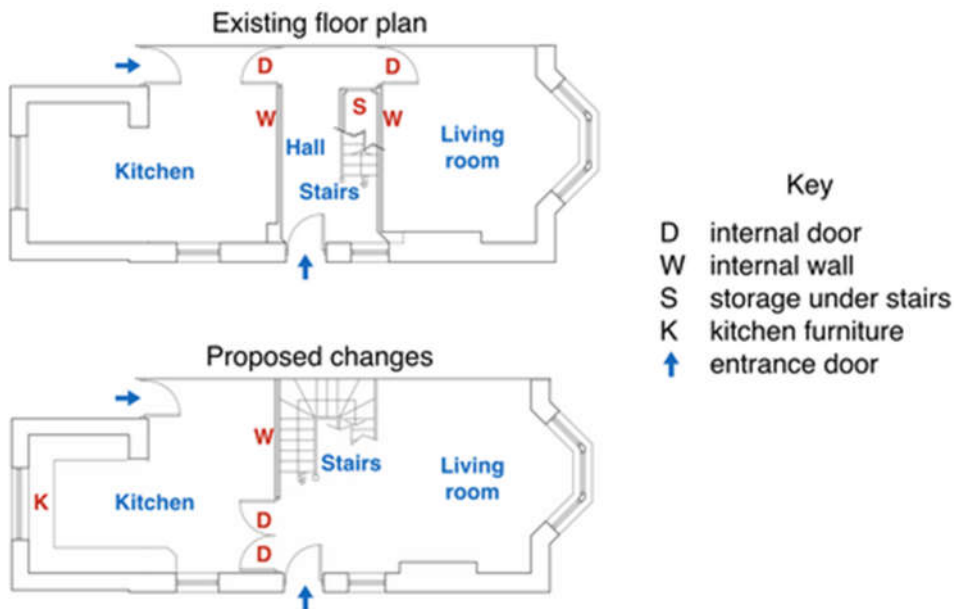 Existing floor plan
D
D
W
S
W
Hall
Living
room
Kitchen
Stairs
Key
D internal door
W internal wall
S storage under stairs
K kitchen furniture
entrance door
Proposed changes
W
Stairs
Living
room
K
Kitchen
D
D